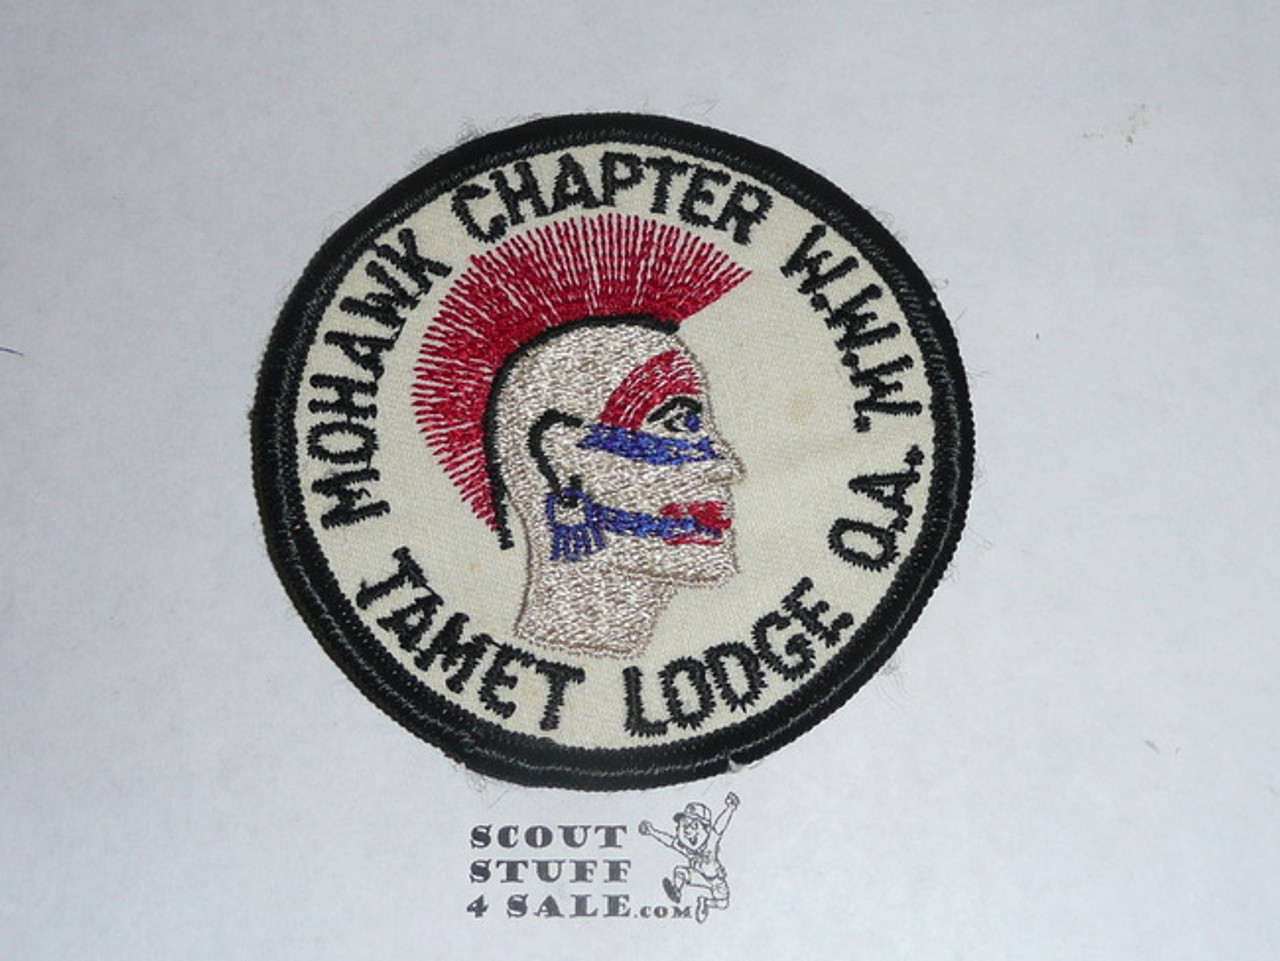 MOHAWK CHAPTER W.W.W.
TAMET LODGE O.A.
SCOUT
STUFF
4 SALE.COM